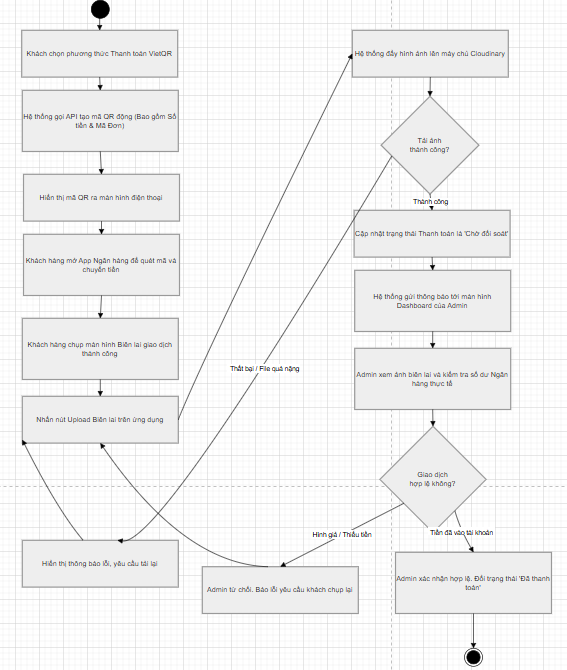 Khách chọn phương thức Thanh toán VietQR
Hệ thống gọi API tạo mã QR động (Bao gồm Số
tiền & Mã Đơn)
Hiển thị mã QR ra màn hình điện thoại
Khách hàng mở App Ngân hàng để quét mã và
chuyển tiền
Khách hàng chụp màn hình Biên lai giao dịch
thành công
Nhấn nút Upload Biên lai trên ứng dụng
Hiển thị thông báo lỗi, yêu cầu tải lại
Hệ thống đẩy hình ảnh lên máy chủ Cloudinary
Tải ảnh
thành công?
Thành công
Thất bại / File quá nặng
Cập nhật trạng thái Thanh toán là 'Chờ đối soát'
Hệ thống gửi thông báo tới màn hình
Dashboard của Admin
Admin xem ảnh biên lai và kiểm tra số dư Ngân
hàng thực tế
Giao dịch
hợp lệ không?
Hình giả / Thiếu tiền
Tiền đã vào tài khoản
Admin từ chối. Báo lỗi yêu cầu khách chụp lại
Admin xác nhận hợp lệ. Đổi trạng thái 'Đã thanh
toán'